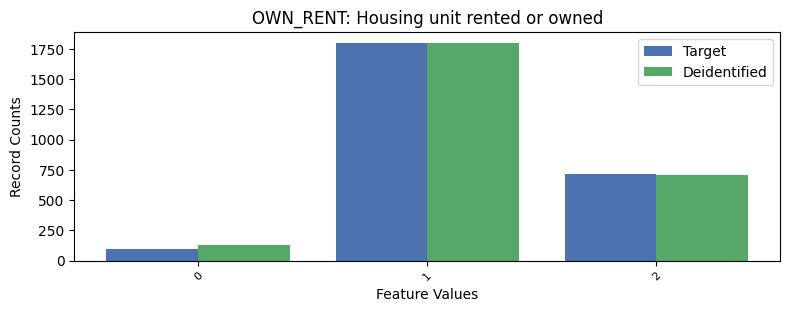 OWN_RENT: Housing unit rented or owned
Target
Deidentified
Record Counts
1750
1500
1250
1000
750
500
250
0
0
1
2
Feature Values